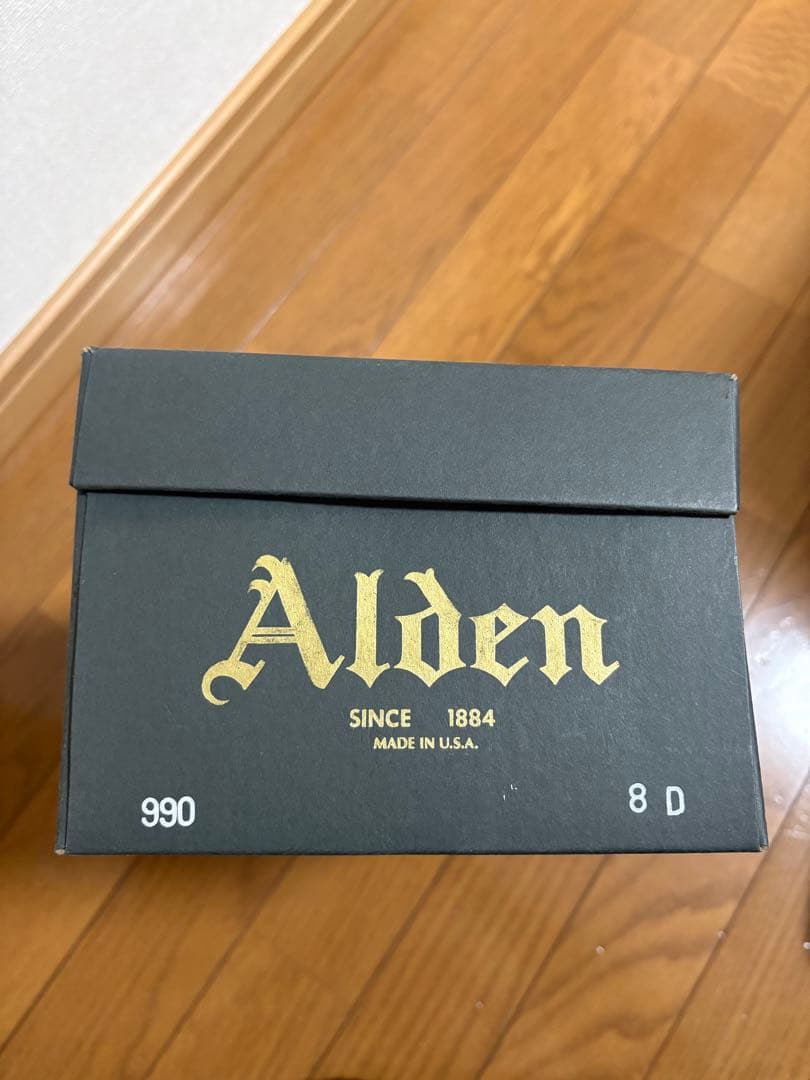 Alden
SINCE 1884
MADE IN U.S.A.
990 8 D